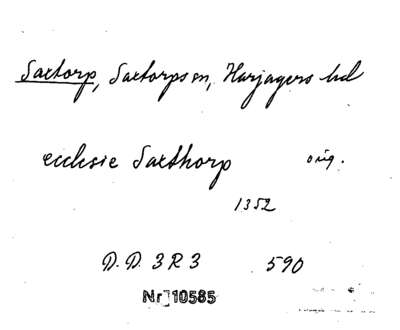 Saxtorp, Saxtorps sn, Harjagers hd
ecclesie Saxthorp orig.
1352
D. D. 3 R 3 590
Nr 10585